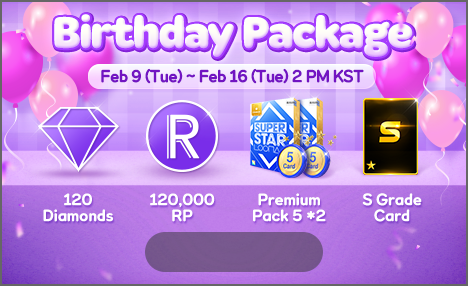 Birthday Package
Feb 9 (Tue) ~ Feb 16 (Tue) 2 PM KST
R
SUPER
STAR
5
Card
5
Card
S
120
Diamonds
120,000
RP
Premium
Pack 5 *2
S Grade
Card